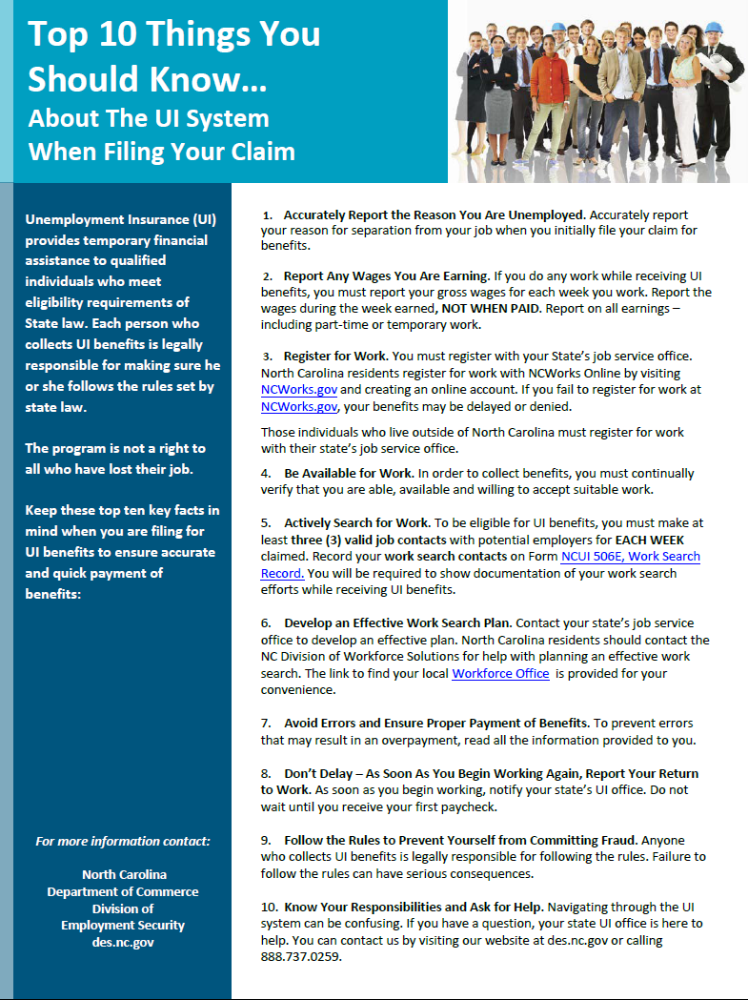 Top 10 Things You
Should Know…
About The UI System
When Filing Your Claim
Unemployment Insurance (UI)
provides temporary financial
assistance to qualified
individuals who meet
eligibility requirements of
State law. Each person who
collects UI benefits is legally
responsible for making sure he
or she follows the rules set by
state law.
The program is not a right to
all who have lost their job.
Keep these top ten key facts in
mind when you are filing for
UI benefits to ensure accurate
and quick payment of
benefits:
For more information contact:
North Carolina
Department of Commerce
Division of
Employment Security
des.nc.gov
1. Accurately Report the Reason You Are Unemployed. Accurately report
your reason for separation from your job when you initially file your claim for
benefits.
2. Report Any Wages You Are Earning. If you do any work while receiving UI
benefits, you must report your gross wages for each week you work. Report the
wages during the week earned, NOT WHEN PAID. Report on all earnings –
including part-time or temporary work.
3. Register for Work. You must register with your State's job service office.
North Carolina residents register for work with NCWorks Online by visiting
NCWorks.gov and creating an online account. If you fail to register for work at
NCWorks.gov, your benefits may be delayed or denied.
Those individuals who live outside of North Carolina must register for work
with their state's job service office.
4. Be Available for Work. In order to collect benefits, you must continually
verify that you are able, available and willing to accept suitable work.
5. Actively Search for Work. To be eligible for UI benefits, you must make at
least three (3) valid job contacts with potential employers for EACH WEEK
claimed. Record your work search contacts on Form NCUI 506E, Work Search
Record. You will be required to show documentation of your work search
efforts while receiving UI benefits.
6. Develop an Effective Work Search Plan. Contact your state's job service
office to develop an effective plan. North Carolina residents should contact the
NC Division of Workforce Solutions for help with planning an effective work
search. The link to find your local Workforce Office is provided for your
convenience.
7. Avoid Errors and Ensure Proper Payment of Benefits. To prevent errors
that may result in an overpayment, read all the information provided to you.
8. Don't Delay – As Soon As You Begin Working Again, Report Your Return
to Work. As soon as you begin working, notify your state's UI office. Do not
wait until you receive your first paycheck.
9. Follow the Rules to Prevent Yourself from Committing Fraud. Anyone
who collects UI benefits is legally responsible for following the rules. Failure to
follow the rules can have serious consequences.
10. Know Your Responsibilities and Ask for Help. Navigating through the UI
system can be confusing. If you have a question, your state UI office is here to
help. You can contact us by visiting our website at des.nc.gov or calling
888.737.0259.